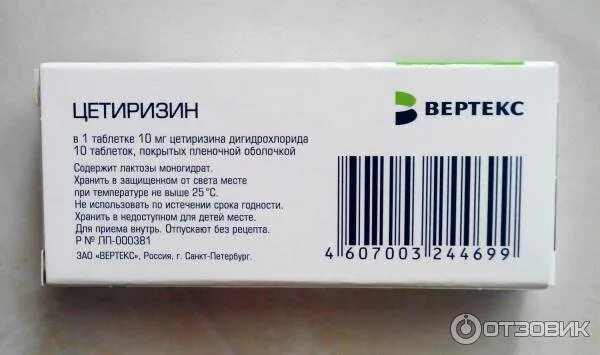 ЦЕТИРИЗИН
ВЕРТЕКС
в 1 таблетке 10 мг цетиризина дигидрохлорида
10 таблеток, покрытых пленочной оболочкой
Содержит лактозы моногидрат.
Хранить в защищенном от света месте
при температуре не выше 25°C.
Не использовать по истечении срока годности.
Хранить в недоступном для детей месте.
Для приема внутрь. Отпускают без рецепта.
Р № ЛП-000381
ЗАО «ВЕРТЕКС», Россия, г. Санкт-Петербург.
4 607003 244699
ОТЗОВИК